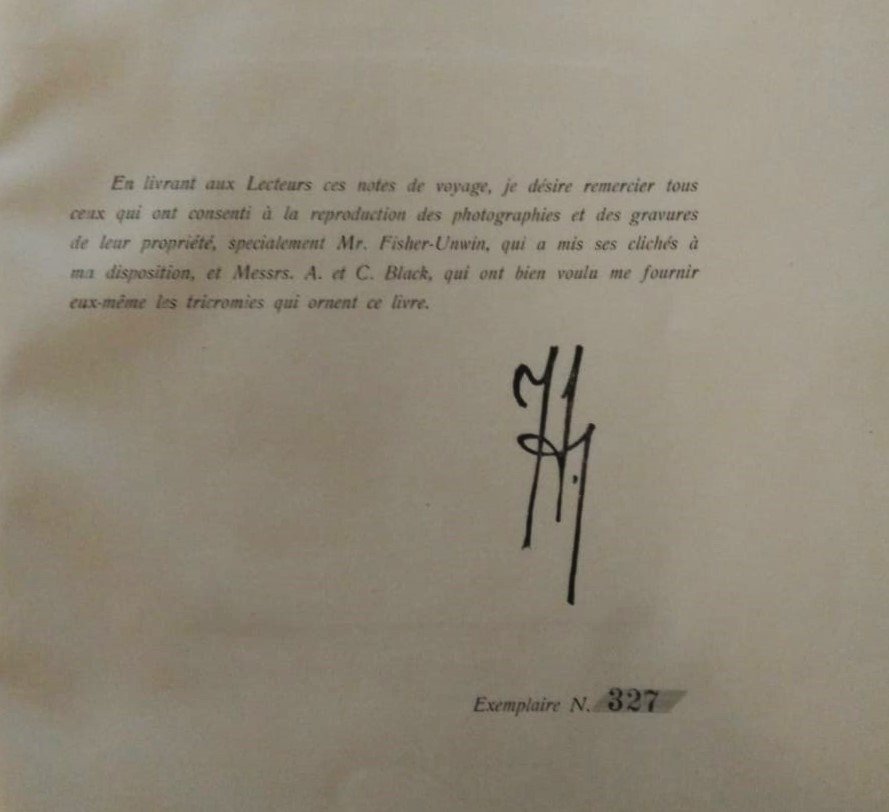 En livrant aux Lecteurs ces notes de voyage, je désire remercier tous
ceux qui ont consenti à la reproduction des photographies et des gravures
de leur propriété, specialement Mr. Fisher-Unwin, qui a mis ses clichés à
ma disposition, et Messrs. A. et C. Black, qui ont bien voulu me fournir
eux-même les tricromies qui ornent ce livre.
Exemplaire N. 327